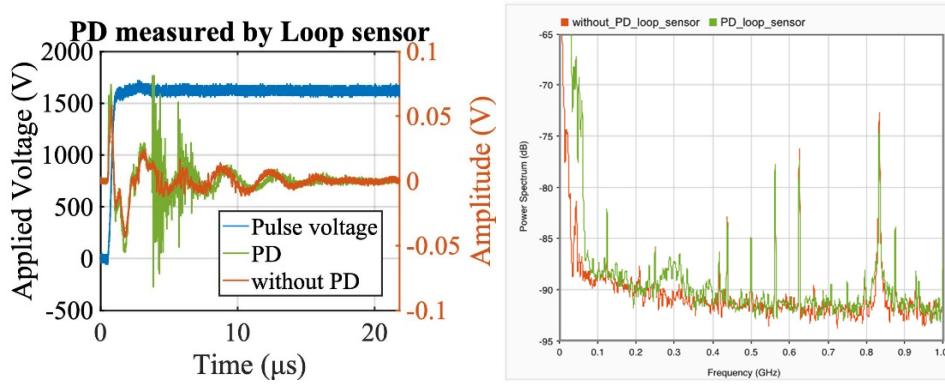 PD measured by Loop sensor
Applied Voltage (V)
2000
1500
1000
500
0
-500
0.1
0.05
0
-0.05
-0.1
Amplitude (V)
Pulse voltage
PD
without PD
0
10
20
Time (μs)
without_PD_loop_sensor PD_loop_sensor
Power Spectrum (dB)
-65
-70
-75
-80
-85
-90
-95
0 0.1 0.2 0.3 0.4 0.5 0.6 0.7 0.8 0.9 1.0
Frequency (GHz)